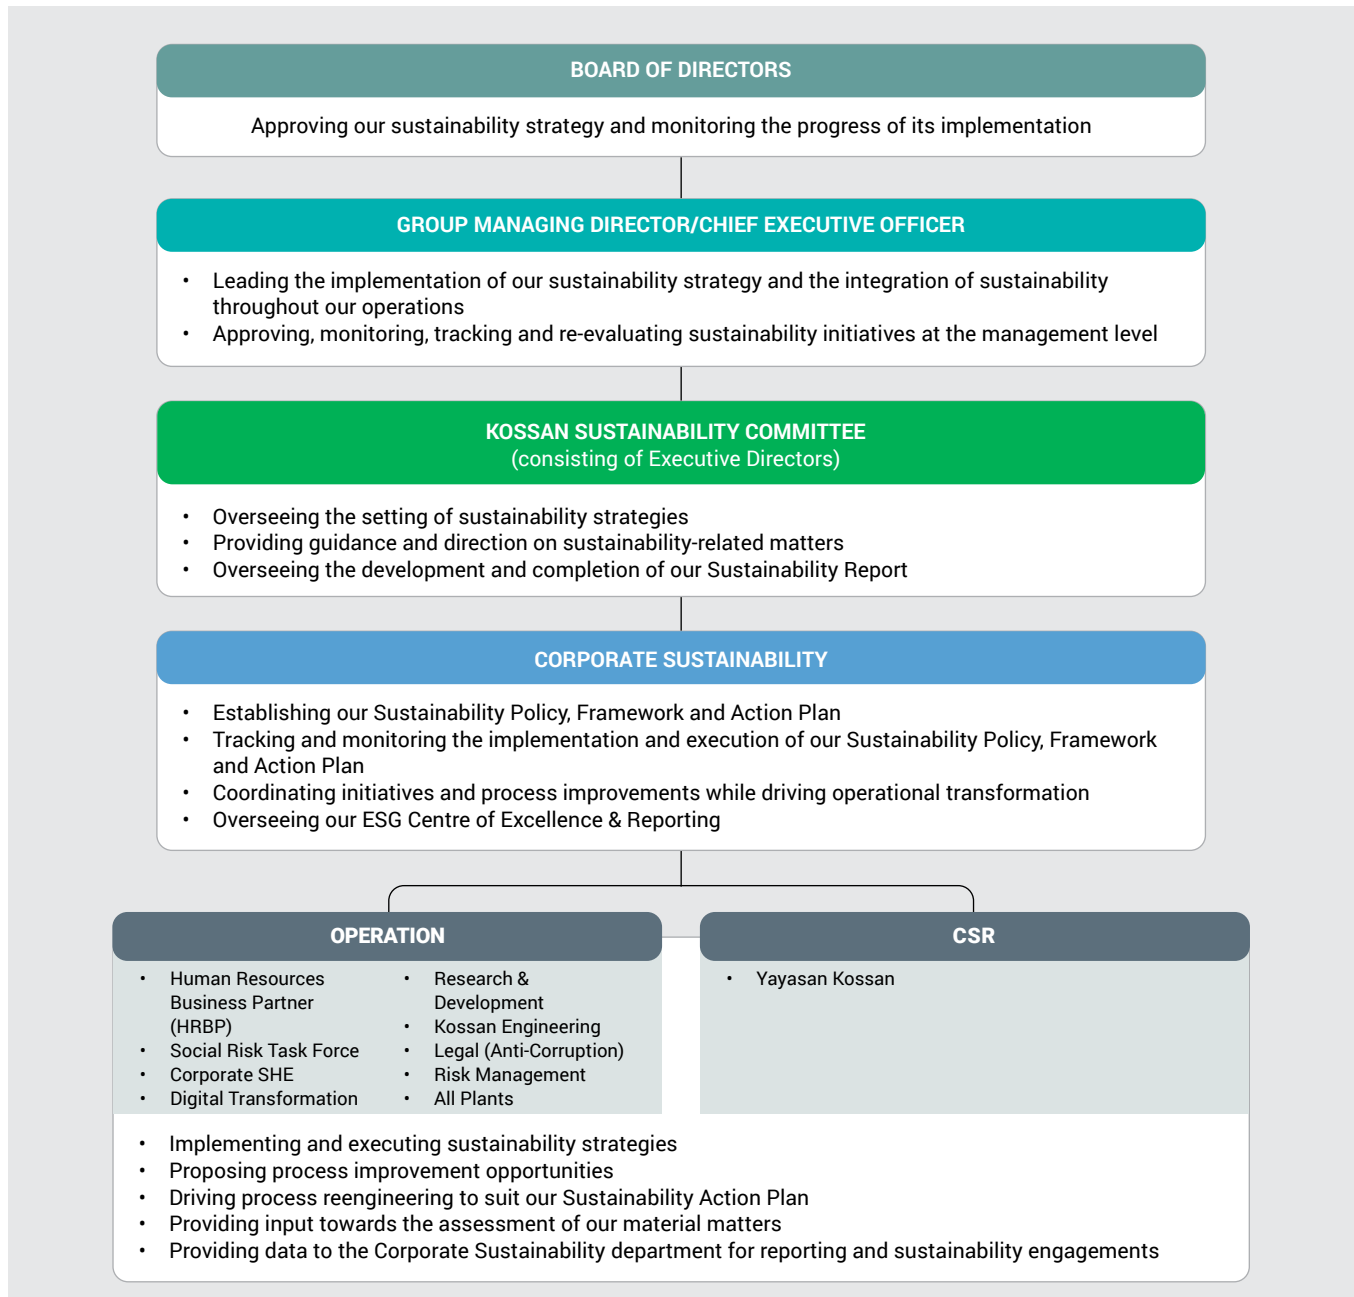 BOARD OF DIRECTORS
Approving our sustainability strategy and monitoring the progress of its implementation
GROUP MANAGING DIRECTOR/CHIEF EXECUTIVE OFFICER
• Leading the implementation of our sustainability strategy and the integration of sustainability
throughout our operations
• Approving, monitoring, tracking and re-evaluating sustainability initiatives at the management level
KOSSAN SUSTAINABILITY COMMITTEE
(consisting of Executive Directors)
• Overseeing the setting of sustainability strategies
• Providing guidance and direction on sustainability-related matters
• Overseeing the development and completion of our Sustainability Report
CORPORATE SUSTAINABILITY
• Establishing our Sustainability Policy, Framework and Action Plan
• Tracking and monitoring the implementation and execution of our Sustainability Policy, Framework
and Action Plan
• Coordinating initiatives and process improvements while driving operational transformation
• Overseeing our ESG Centre of Excellence & Reporting
OPERATION
• Human Resources
Business Partner
(HRBP)
• Social Risk Task Force
• Corporate SHE
• Digital Transformation
• Research &
Development
• Kossan Engineering
• Legal (Anti-Corruption)
• Risk Management
• All Plants
CSR
• Yayasan Kossan
• Implementing and executing sustainability strategies
• Proposing process improvement opportunities
• Driving process reengineering to suit our Sustainability Action Plan
• Providing input towards the assessment of our material matters
• Providing data to the Corporate Sustainability department for reporting and sustainability engagements